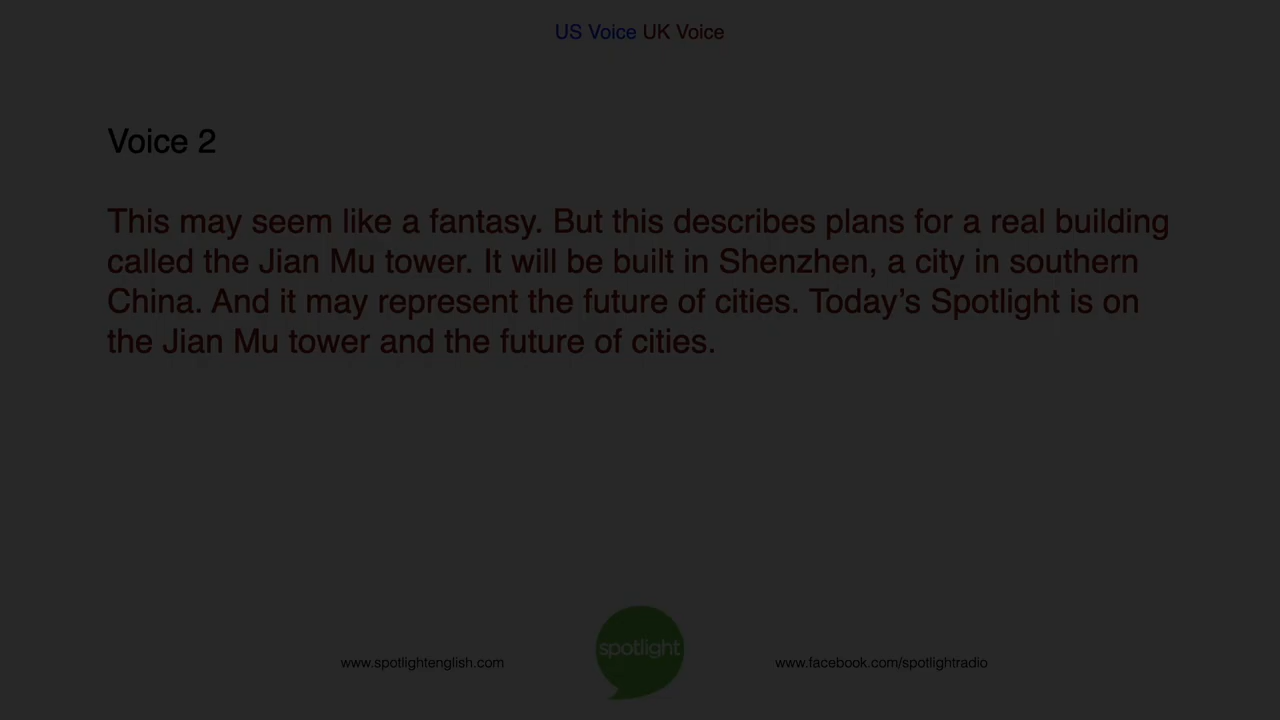 US Voice UK Voice
Voice 2
This may seem like a fantasy. But this describes plans for a real building
called the Jian Mu tower. It will be built in Shenzhen, a city in southern
China. And it may represent the future of cities. Today’s Spotlight is on
the Jian Mu tower and the future of cities.
spotlight
www.spotlightenglish.com
www.facebook.com/spotlightradio